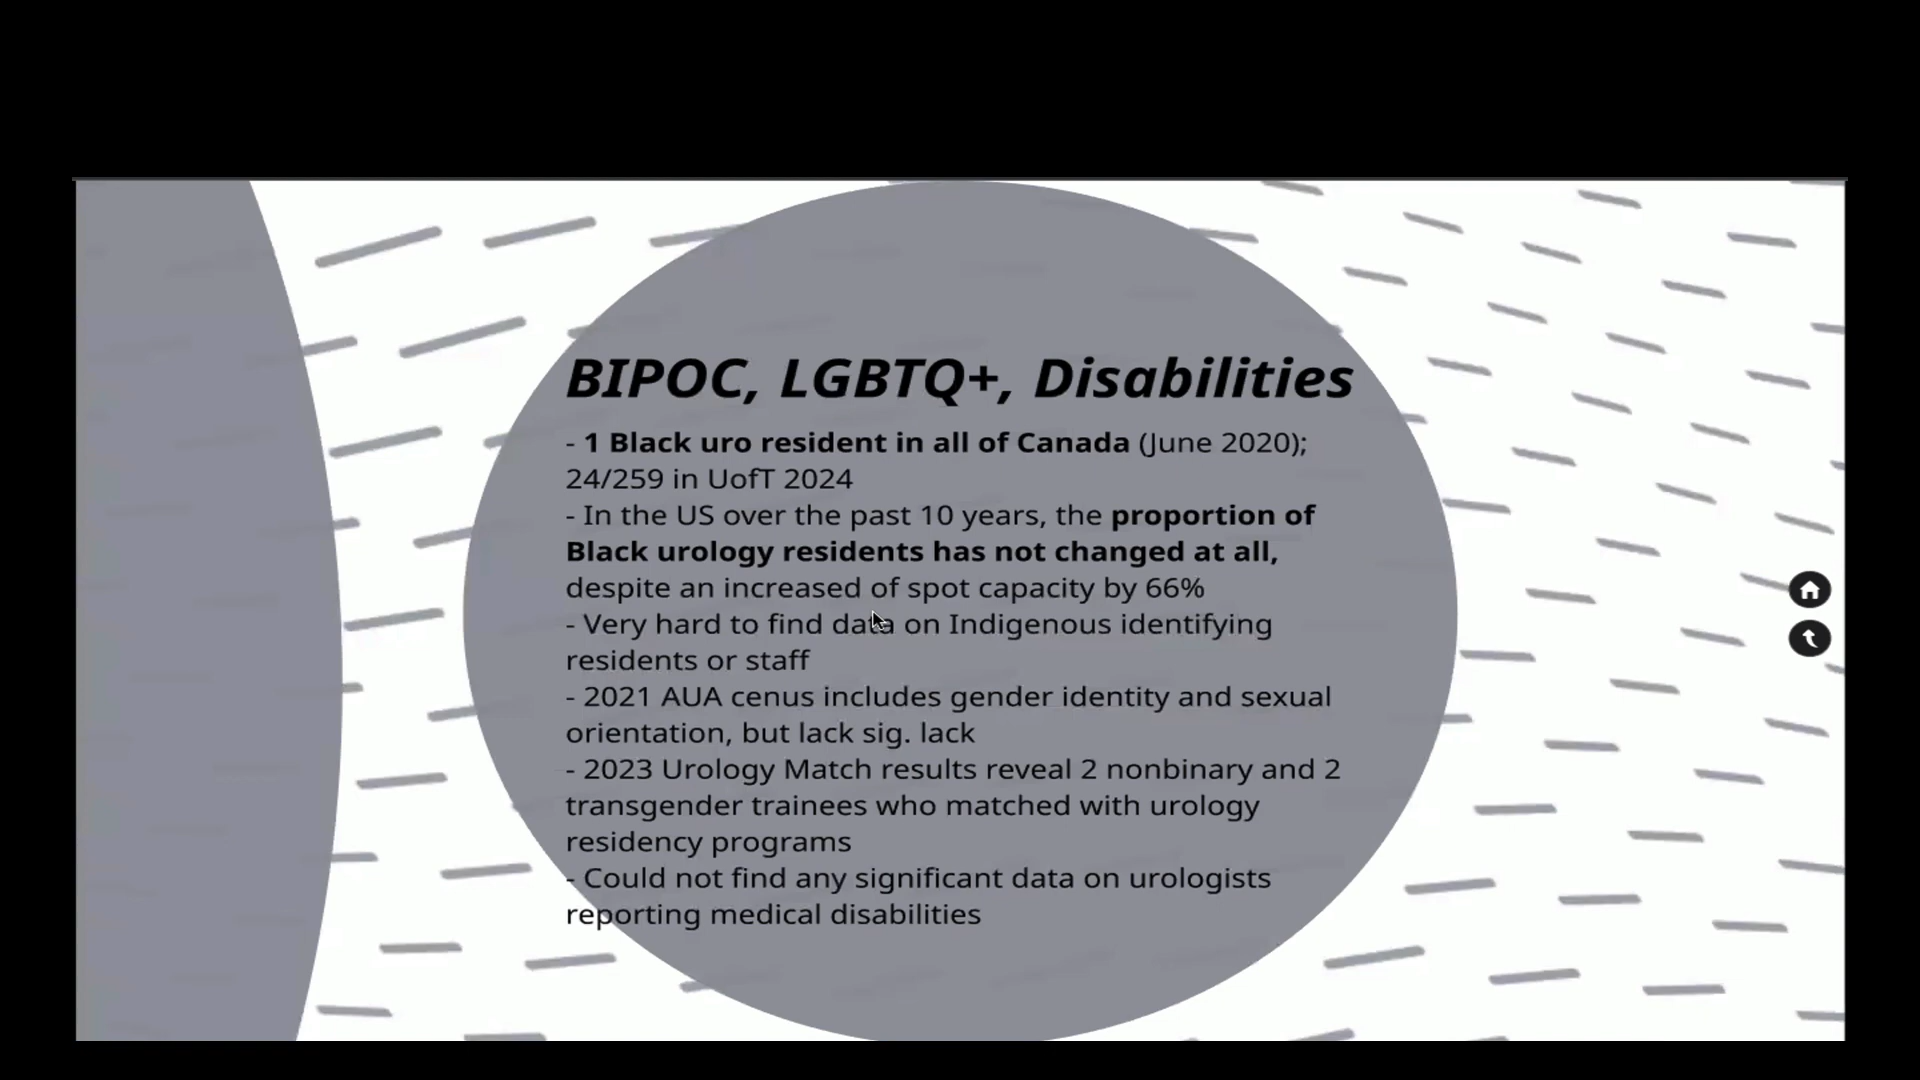 BIPOC, LGBTQ+, Disabilities
- 1 Black uro resident in all of Canada (June 2020);
24/259 in UofT 2024
- In the US over the past 10 years, the proportion of
Black urology residents has not changed at all,
despite an increased of spot capacity by 66%
- Very hard to find data on Indigenous identifying
residents or staff
- 2021 AUA cenus includes gender identity and sexual
orientation, but lack sig. lack
- 2023 Urology Match results reveal 2 nonbinary and 2
transgender trainees who matched with urology
residency programs
- Could not find any significant data on urologists
reporting medical disabilities